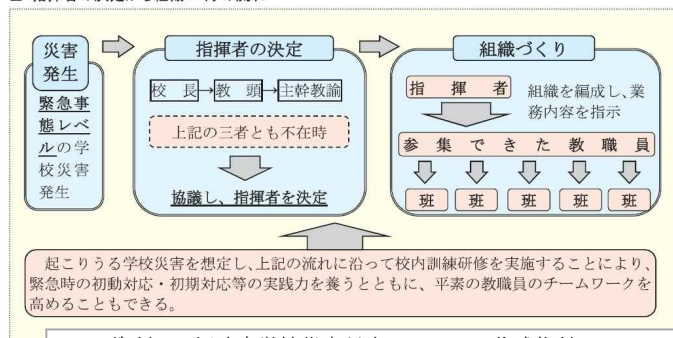 災害
発生
緊急事
態レベ
ルの学
校災害
発生
指揮者の決定
校　長→教　頭→主幹教諭
上記の三者とも不在時
協議し、指揮者を決定
組織づくり
指　揮　者
組織を編成し、業
務内容を指示
参　集　で　き　た　教　職　員
班　班　班　班　班
起こりうる学校災害を想定し、上記の流れに沿って校内訓練研修を実施することにより、
緊急時の初動対応・初期対応等の実践力を養うとともに、平素の教職員のチームワークを
高めることもできる。